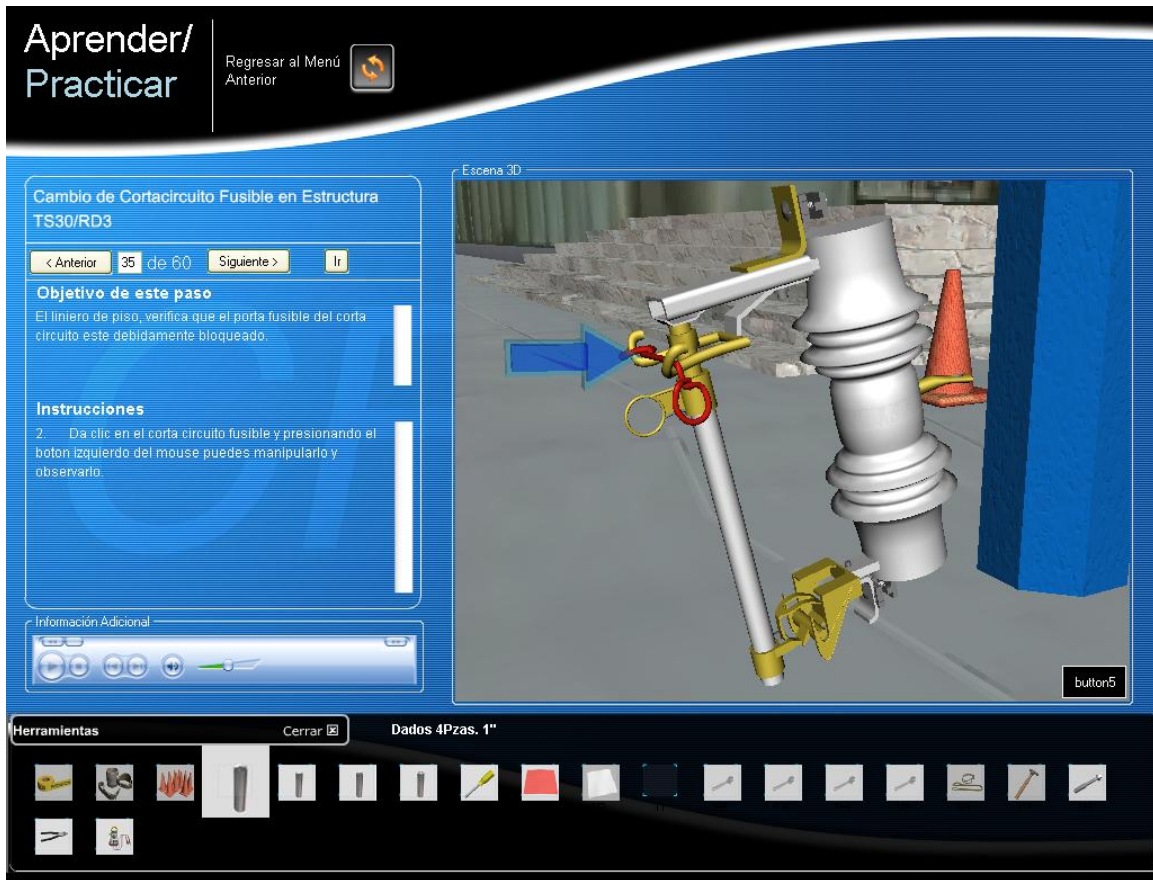 Aprender/
Practicar
Regresar al Menú
Anterior
Escena 3D
Cambio de Cortacircuito Fusible en Estructura
TS30/RD3
< Anterior 35 de 60 Siguiente > Ir
Objetivo de este paso
El liniero de piso, verifica que el porta fusible del corta
circuito este debidamente bloqueado.
Instrucciones
2. Da clic en el corta circuito fusible y presionando el
boton izquierdo del mouse puedes manipularlo y
observarlo.
Información Adicional
button5
Herramientas Cerrar
Dados 4Pzas. 1"